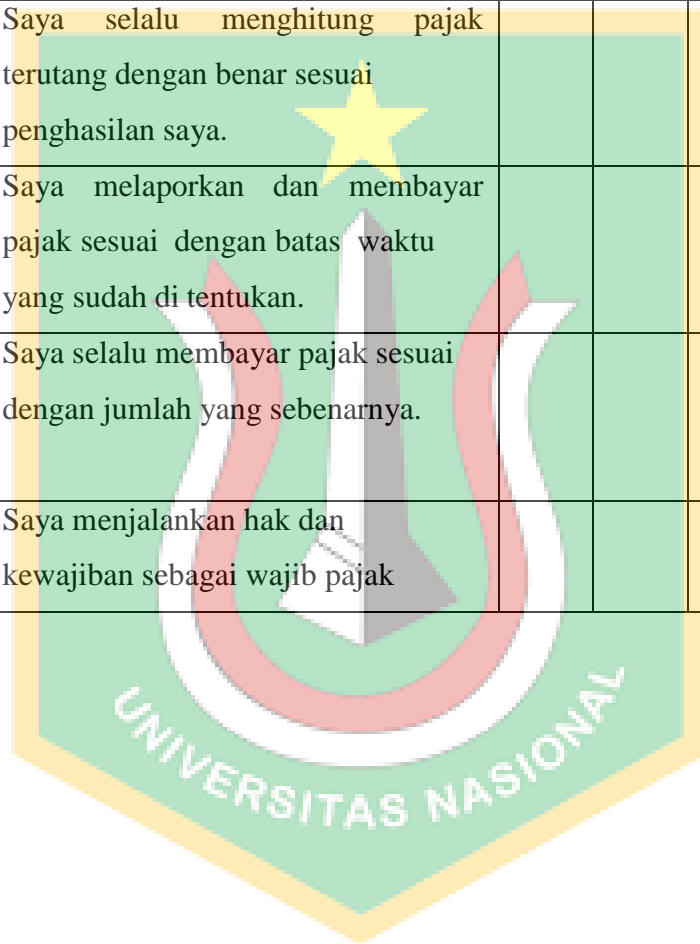 Saya selalu menghitung pajak
terutang dengan benar sesuai
penghasilan saya.
Saya melaporkan dan membayar
pajak sesuai dengan batas waktu
yang sudah di tentukan.
Saya selalu membayar pajak sesuai
dengan jumlah yang sebenarnya.
Saya menjalankan hak dan
kewajiban sebagai wajib pajak
UNIVERSITAS NASIONAL